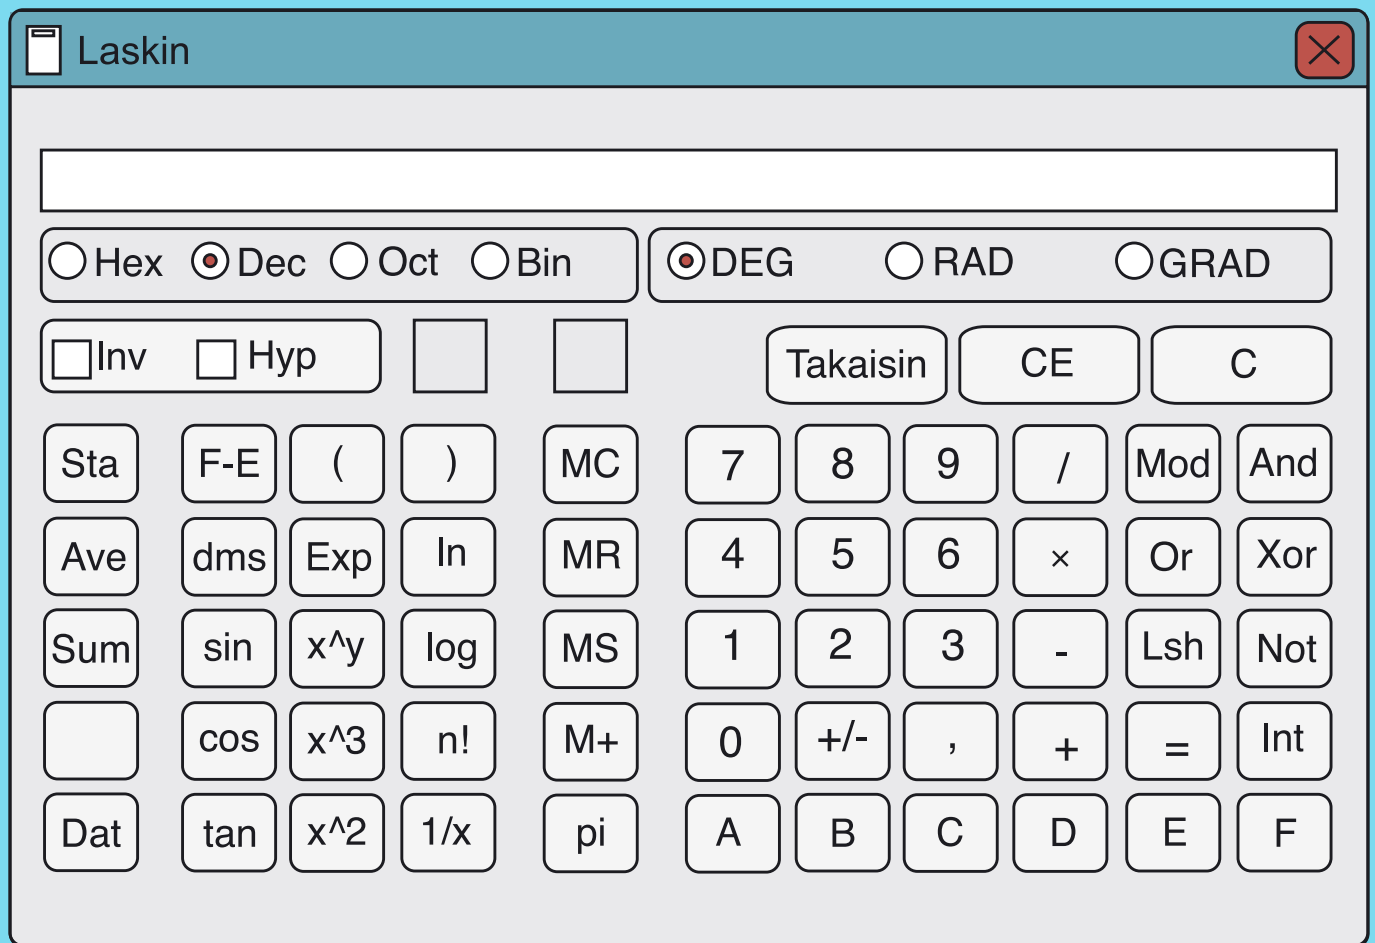 Laskin
Hex Dec Oct Bin DEG RAD GRAD
Inv Hyp Takaisin CE C
Sta F-E ( ) MC 7 8 9 / Mod And
Ave dms Exp In MR 4 5 6 × Or Xor
Sum sin x^y log MS 1 2 3 - Lsh Not
cos x^3 n! M+ 0 +/- , + = Int
Dat tan x^2 1/x pi A B C D E F